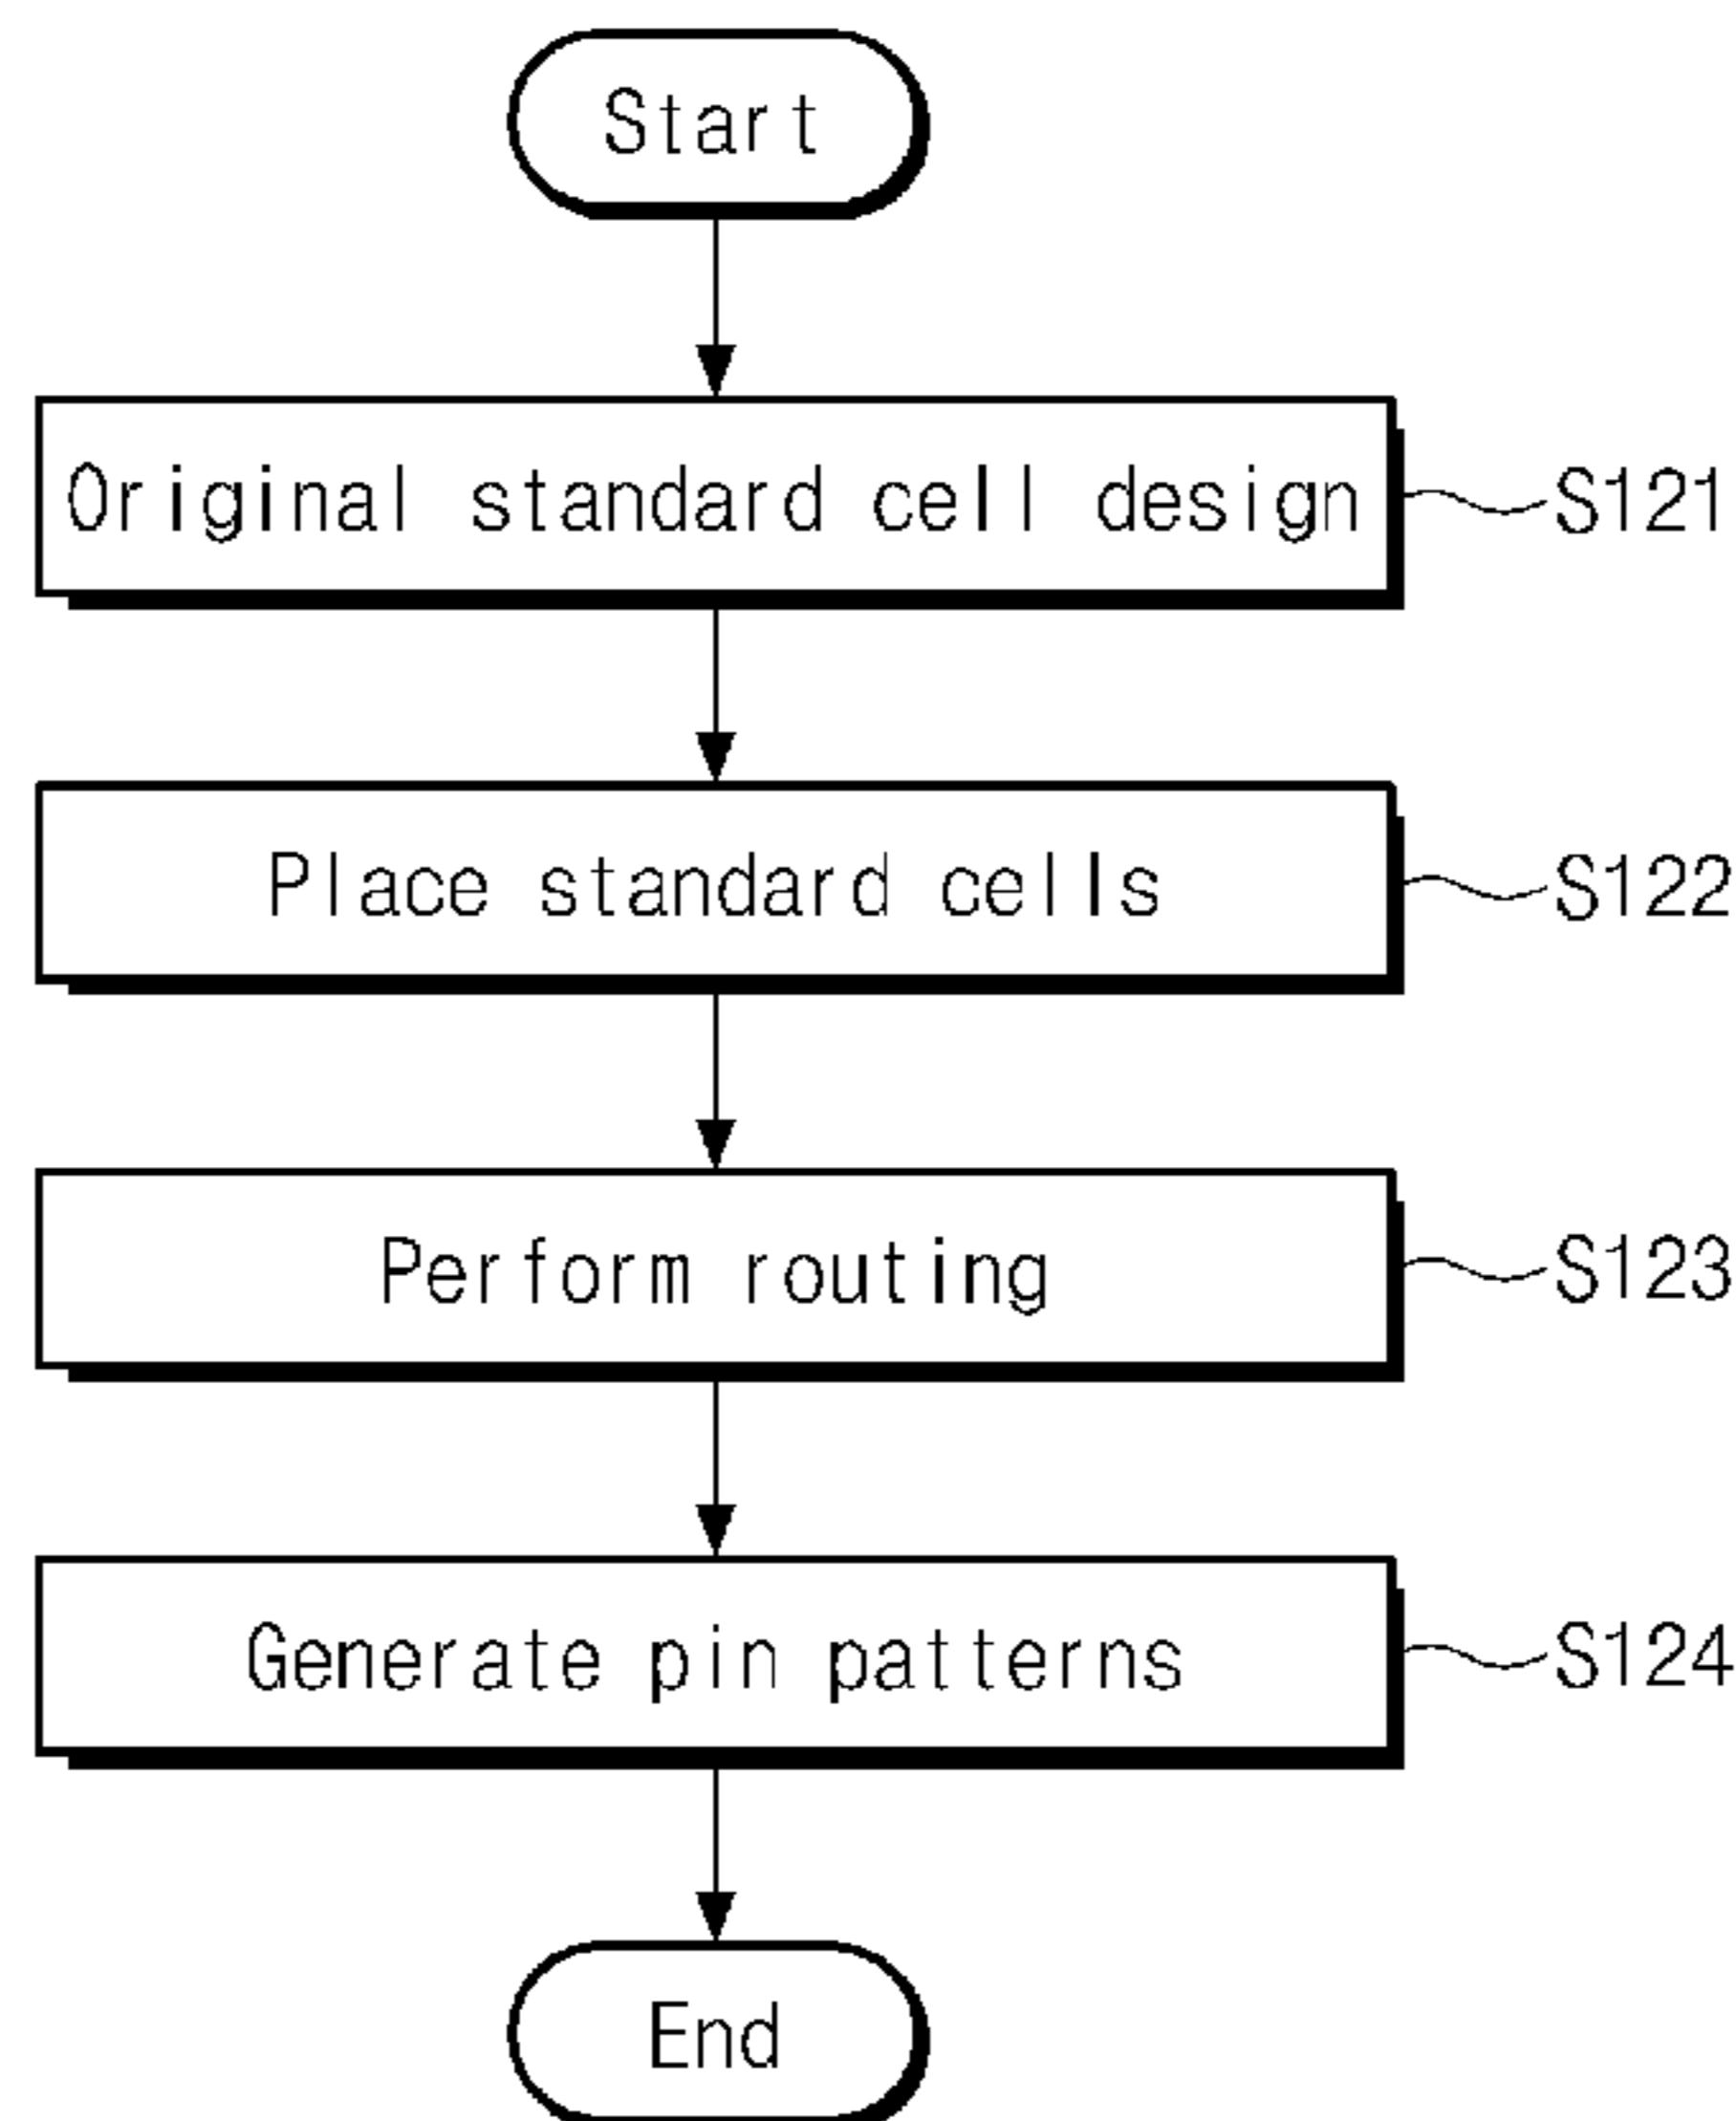 Start
Original standard cell design
S121
Place standard cells
S122
Perform routing
S123
Generate pin patterns
S124
End